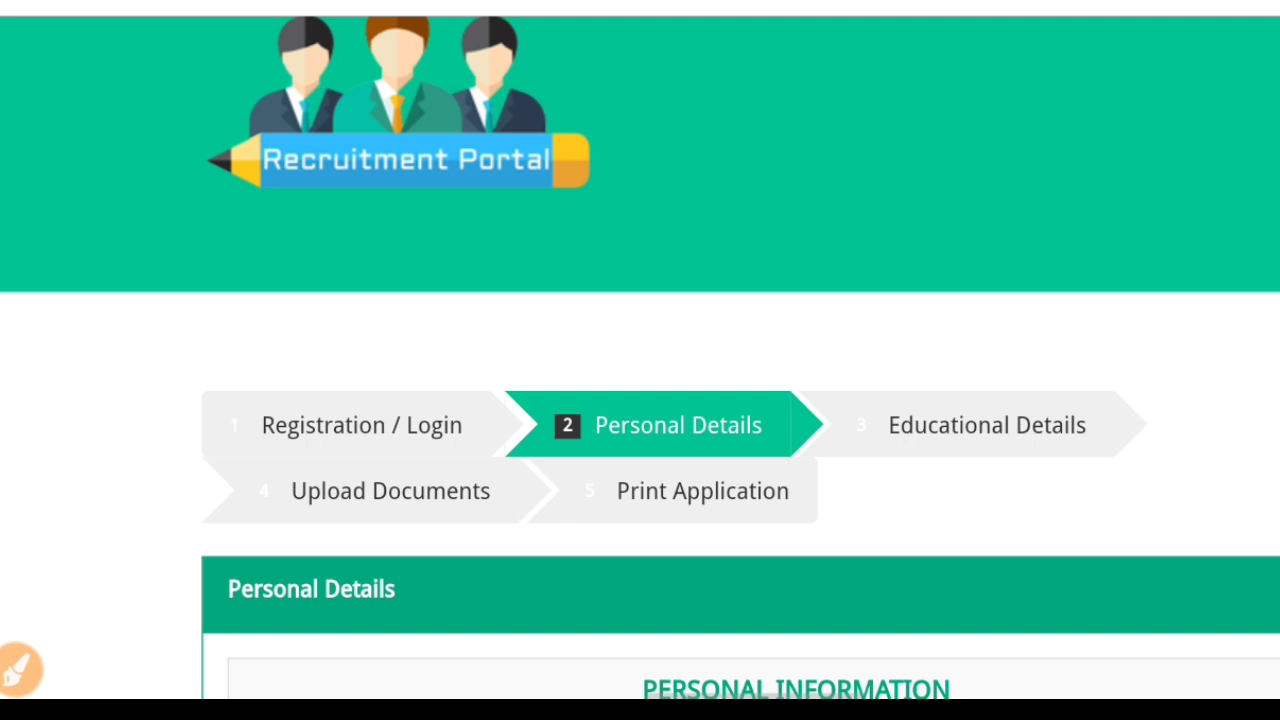 Recruitment Portal
1 Registration / Login 2 Personal Details 3 Educational Details
4 Upload Documents 5 Print Application
Personal Details
PERSONAL INFORMATION